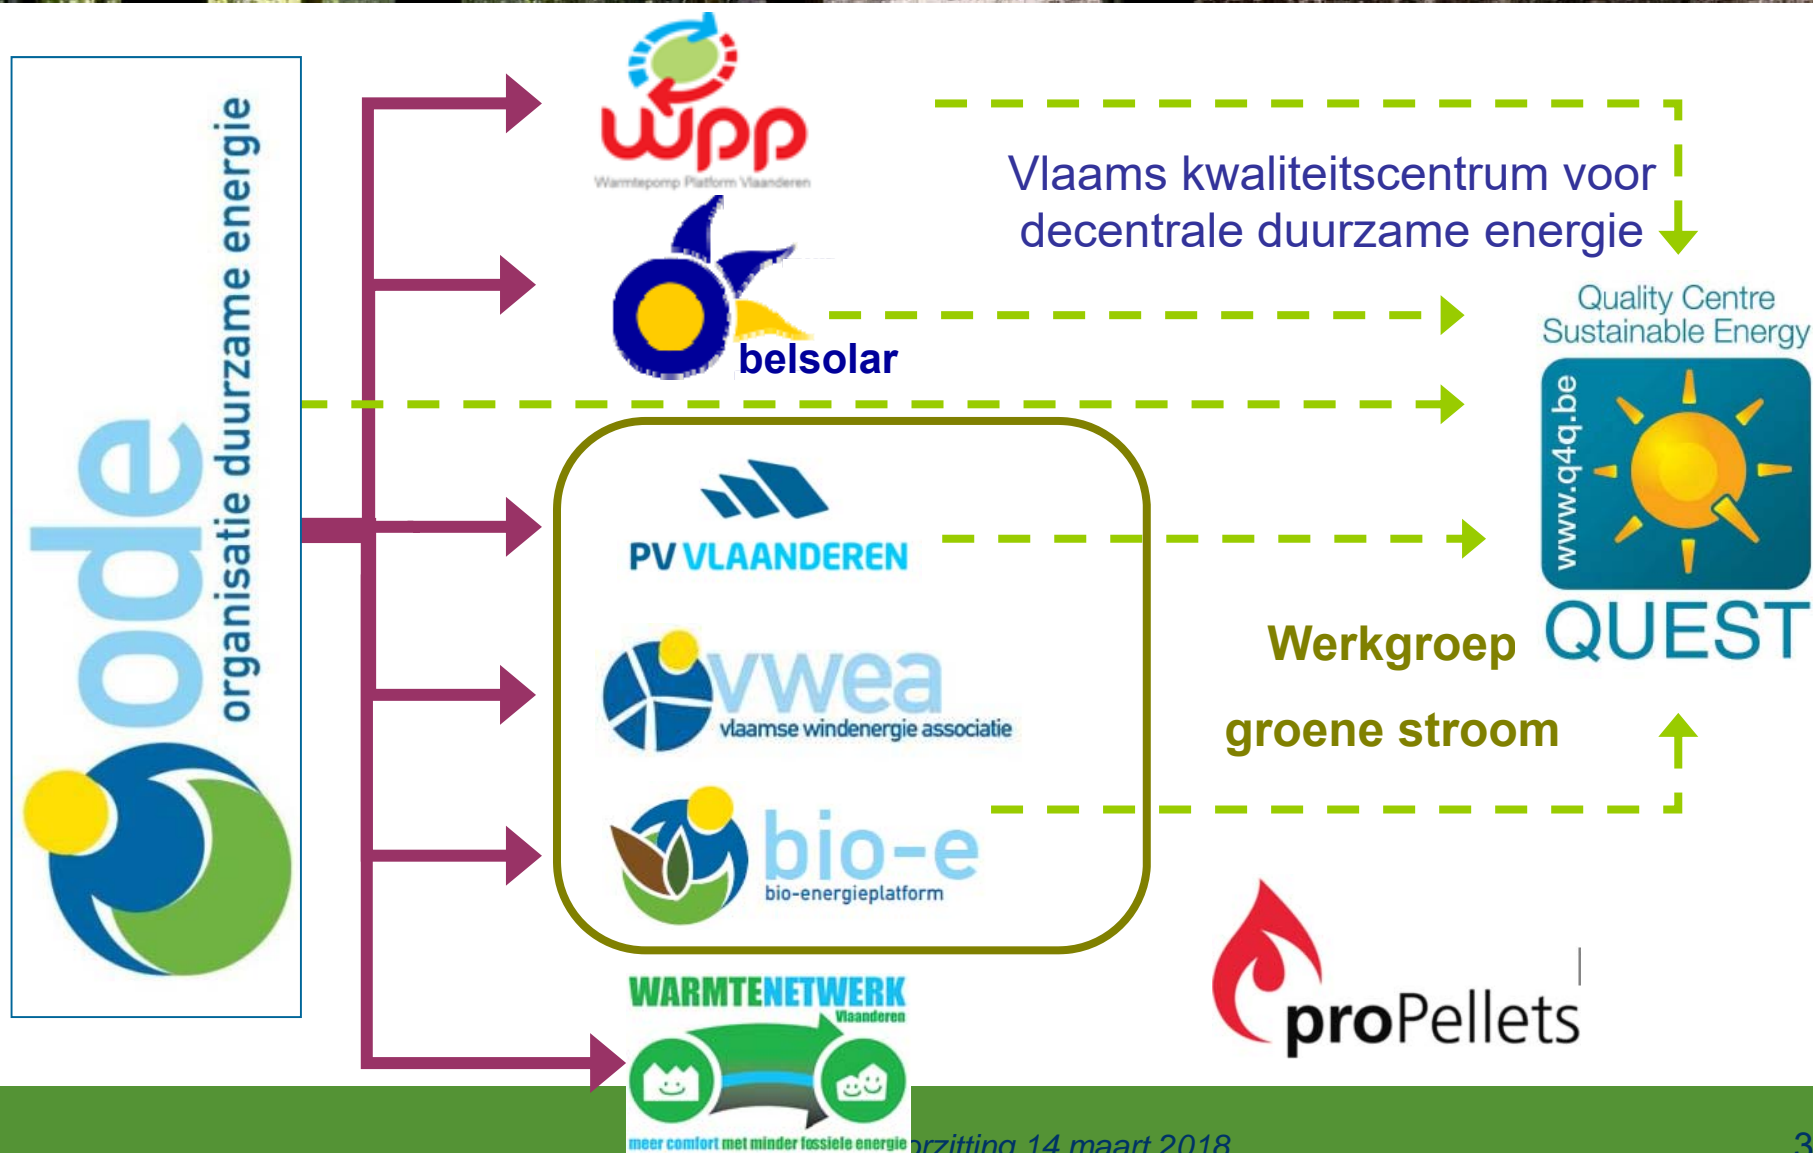 ode
organisatie duurzame energie
wpp
Warmtepomp Platform Vlaanderen
Vlaams kwaliteitscentrum voor
decentrale duurzame energie
belsolar
Quality Centre
Sustainable Energy
www.q4q.be
QUEST
PV VLAANDEREN
Werkgroep
groene stroom
vwea
vlaamse windenergie associatie
bio-e
bio-energieplatform
proPellets
WARMTENETWERK
Vlaanderen
meer comfort met minder fossiele energie
14 maart 2018
3